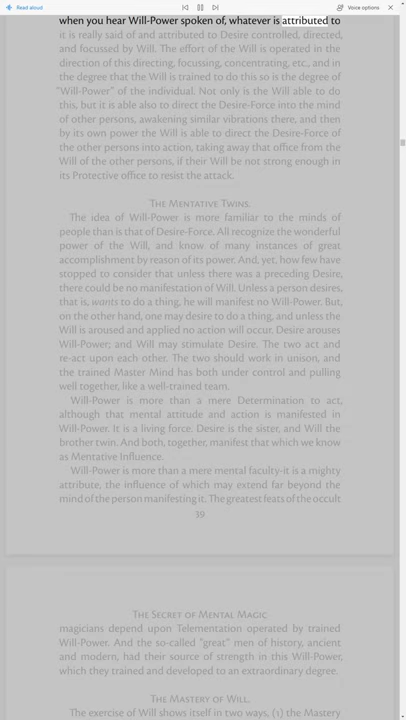 Read aloud
Voice options
when you hear Will-Power spoken of, whatever is attributed to
it is really said of and attributed to Desire controlled, directed,
and focussed by Will. The effort of the Will is operated in the
direction of this directing, focussing, concentrating, etc., and in
the degree that the Will is trained to do this so is the degree of
“Will-Power” of the individual. Not only is the Will able to do
this, but it is able also to direct the Desire-Force into the mind
of other persons, awakening similar vibrations there, and then
by its own power the Will is able to direct the Desire-Force of
the other persons into action, taking away that office from the
Will of the other persons, if their Will be not strong enough in
its Protective office to resist the attack.
The Mentative Twins.
The idea of Will-Power is more familiar to the minds of
people than is that of Desire-Force. All recognize the wonderful
power of the Will, and know of many instances of great
accomplishment by reason of its power. And, yet, how few have
stopped to consider that unless there was a preceding Desire,
there could be no manifestation of Will. Unless a person desires,
that is, wants to do a thing, he will manifest no Will-Power. But,
on the other hand, one may desire to do a thing, and unless the
Will is aroused and applied no action will occur. Desire arouses
Will-Power; and Will may stimulate Desire. The two act and
re-act upon each other. The two should work in unison, and
the trained Master Mind has both under control and pulling
well together, like a well-trained team.
Will-Power is more than a mere Determination to act,
although that mental attitude and action is manifested in
Will-Power. It is a living force. Desire is the sister, and Will the
brother twin. And both, together, manifest that which we know
as Mentative Influence.
Will-Power is more than a mere mental faculty-it is a mighty
attribute, the influence of which may extend far beyond the
mind of the person manifesting it. The greatest feats of the occult
39
The Secret of Mental Magic
magicians depend upon Telementation operated by trained
Will-Power. And the so-called "great" men of history, ancient
and modern, had their source of strength in this Will-Power,
which they trained and developed to an extraordinary degree.
The Mastery of Will.
The exercise of Will shows itself in two ways, (1) the Mastery